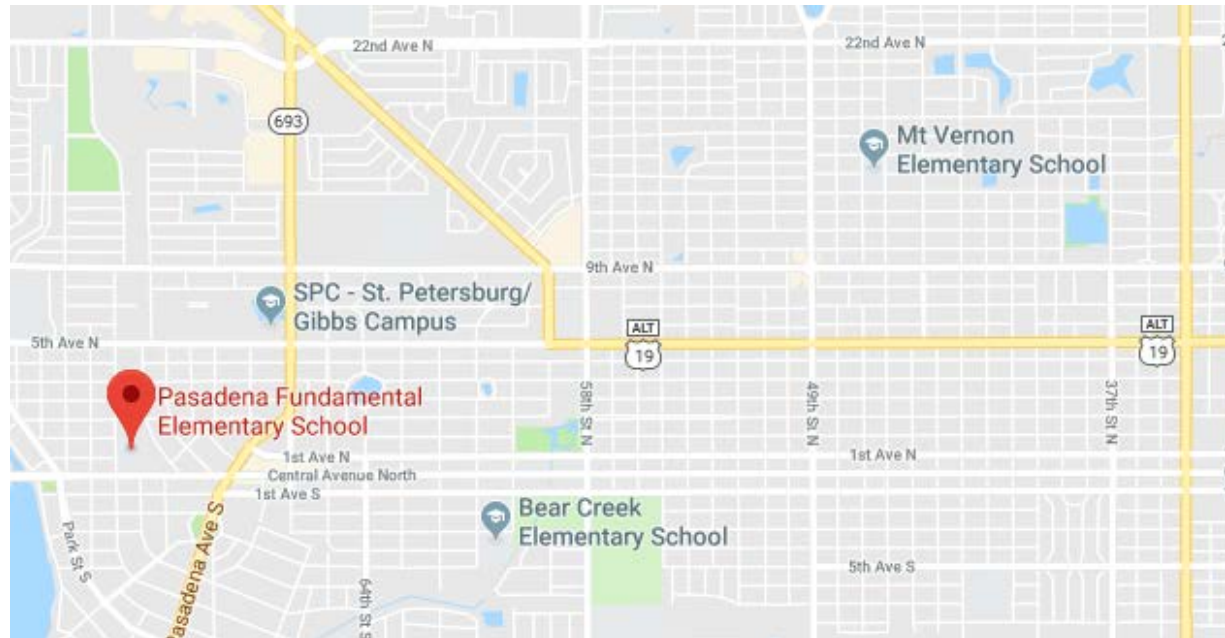 22nd Ave N
22nd Ave N
693
Mt Vernon
Elementary School
9th Ave N
SPC - St. Petersburg/
Gibbs Campus
ALT
19
ALT
19
5th Ave N
Pasadena Fundamental
Elementary School
58th St N
49th St N
37th St N
1st Ave N
1st Ave N
Central Avenue North
1st Ave S
Bear Creek
Elementary School
Park St S
Pasadena Ave S
64th St S
5th Ave S